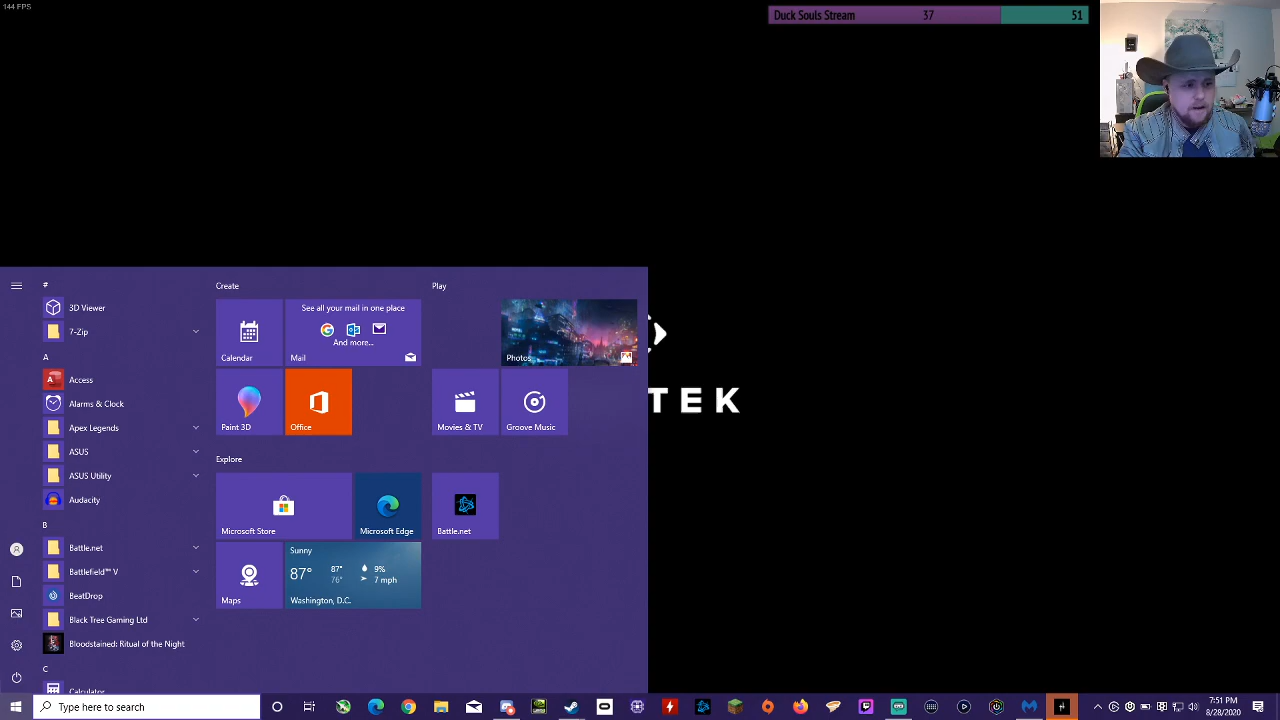 144 FPS
Duck Souls Stream 37 51
#
3D Viewer
7-Zip
A
Access
Alarms & Clock
Apex Legends
ASUS
ASUS Utility
Audacity
B
Battle.net
Battlefield™ V
BeatDrop
Black Tree Gaming Ltd
Bloodstained: Ritual of the Night
C
Calculator
Create
Calendar
See all your mail in one place
And more...
Mail
Paint 3D
Office
Explore
Microsoft Store
Microsoft Edge
Maps
Sunny
87° 87° 9%
76° 7 mph
Washington, D.C.
Play
Photos
Movies & TV
Groove Music
Battle.net
TEK
Type here to search
7:51 PM
8/28/2020